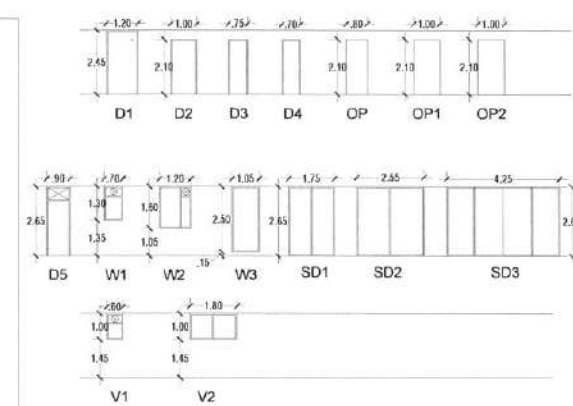 1.20 1.00 .75 .70 .80 1.00 1.00
2.45 2.10 2.10 2.10 2.10
D1 D2 D3 D4 OP OP1 OP2
.90 .70 1.20 1.05 1.75 2.55 4.25
2.65 1.30 1.60 2.50 2.65
1.35 1.05 .15
D5 W1 W2 W3 SD1 SD2 SD3
.60 1.80
1.00 1.00
1.45 1.45
V1 V2